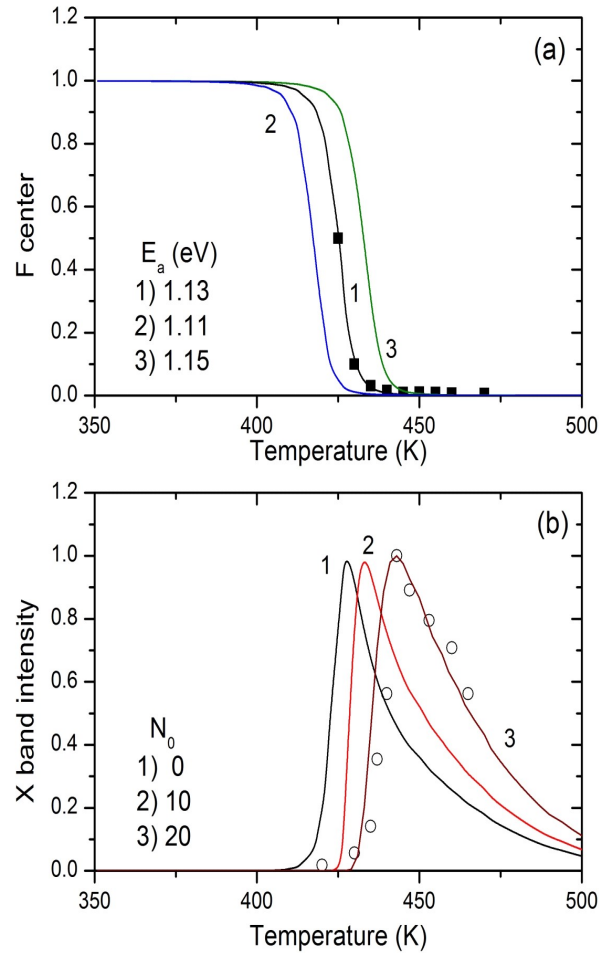 1.2
(a)
1.0
2
0.8
F center
0.6
E_a (eV)
1) 1.13
2) 1.11
3) 1.15
0.4
1
0.2
3
0.0
350 400 450 500
Temperature (K)
1.2
(b)
1.0
1 2
0.8
X band intensity
0.6
N_0
1) 0
2) 10
3) 20
0.4
3
0.2
0.0
350 400 450 500
Temperature (K)